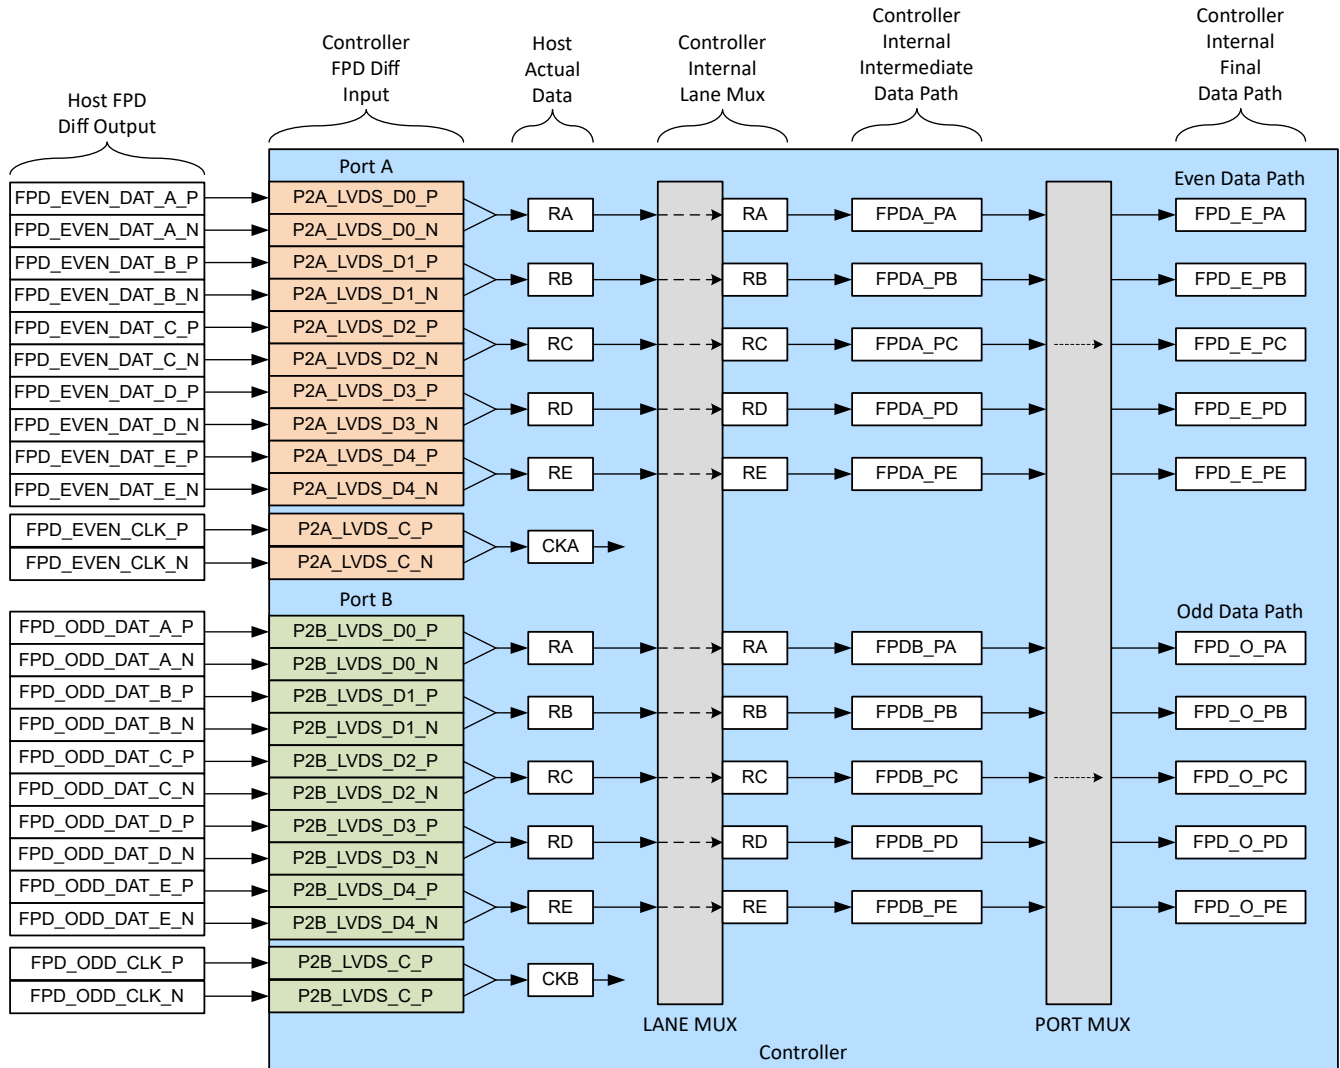 Host FPD
Diff Output
Controller
FPD Diff
Input
Host
Actual
Data
Controller
Internal
Lane Mux
Controller
Internal
Intermediate
Data Path
Controller
Internal
Final
Data Path
Port A
Even Data Path
FPD_EVEN_DAT_A_P P2A_LVDS_D0_P
FPD_EVEN_DAT_A_N P2A_LVDS_D0_N
RA RA FPDA_PA FPD_E_PA
FPD_EVEN_DAT_B_P P2A_LVDS_D1_P
FPD_EVEN_DAT_B_N P2A_LVDS_D1_N
RB RB FPDA_PB FPD_E_PB
FPD_EVEN_DAT_C_P P2A_LVDS_D2_P
FPD_EVEN_DAT_C_N P2A_LVDS_D2_N
RC RC FPDA_PC FPD_E_PC
FPD_EVEN_DAT_D_P P2A_LVDS_D3_P
FPD_EVEN_DAT_D_N P2A_LVDS_D3_N
RD RD FPDA_PD FPD_E_PD
FPD_EVEN_DAT_E_P P2A_LVDS_D4_P
FPD_EVEN_DAT_E_N P2A_LVDS_D4_N
RE RE FPDA_PE FPD_E_PE
FPD_EVEN_CLK_P P2A_LVDS_C_P
FPD_EVEN_CLK_N P2A_LVDS_C_N
CKA
Port B
Odd Data Path
FPD_ODD_DAT_A_P P2B_LVDS_D0_P
FPD_ODD_DAT_A_N P2B_LVDS_D0_N
RA RA FPDB_PA FPD_O_PA
FPD_ODD_DAT_B_P P2B_LVDS_D1_P
FPD_ODD_DAT_B_N P2B_LVDS_D1_N
RB RB FPDB_PB FPD_O_PB
FPD_ODD_DAT_C_P P2B_LVDS_D2_P
FPD_ODD_DAT_C_N P2B_LVDS_D2_N
RC RC FPDB_PC FPD_O_PC
FPD_ODD_DAT_D_P P2B_LVDS_D3_P
FPD_ODD_DAT_D_N P2B_LVDS_D3_N
RD RD FPDB_PD FPD_O_PD
FPD_ODD_DAT_E_P P2B_LVDS_D4_P
FPD_ODD_DAT_E_N P2B_LVDS_D4_N
RE RE FPDB_PE FPD_O_PE
FPD_ODD_CLK_P P2B_LVDS_C_P
FPD_ODD_CLK_N P2B_LVDS_C_P
CKB
LANE MUX
PORT MUX
Controller